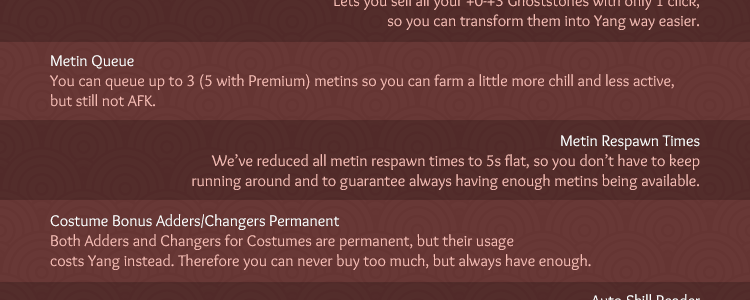 Lets you sell all your +0-+3 Ghoststones with only 1 click,
so you can transform them into Yang way easier.
Metin Queue
You can queue up to 3 (5 with Premium) metins so you can farm a little more chill and less active,
but still not AFK.
Metin Respawn Times
We've reduced all metin respawn times to 5s flat, so you don't have to keep
running around and to guarantee always having enough metins being available.
Costume Bonus Adders/Changers Permanent
Both Adders and Changers for Costumes are permanent, but their usage
costs Yang instead. Therefore you can never buy too much, but always have enough.
Auto Skill Reader